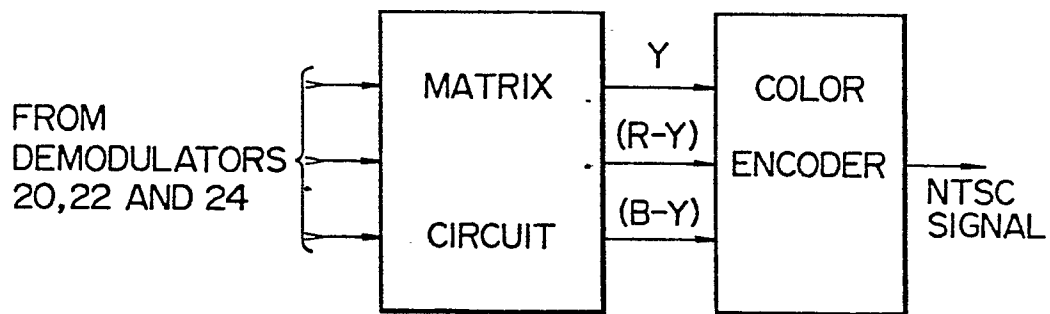 FROM
DEMODULATORS
20,22 AND 24
MATRIX
CIRCUIT
Y
(R-Y)
(B-Y)
COLOR
ENCODER
NTSC
SIGNAL